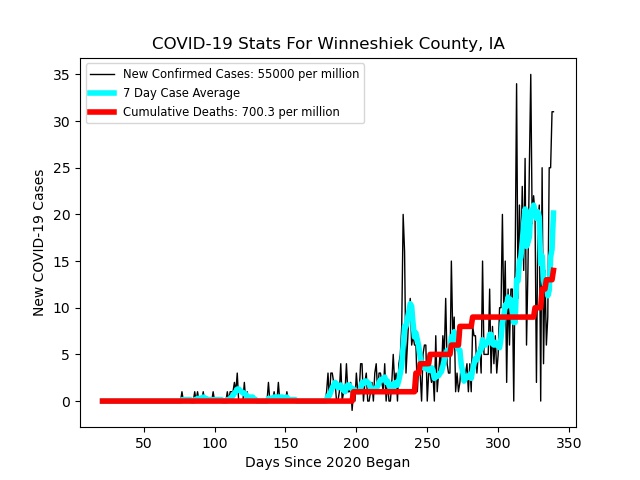 COVID-19 Stats For Winneshiek County, IA
New Confirmed Cases: 55000 per million
7 Day Case Average
Cumulative Deaths: 700.3 per million
New COVID-19 Cases
35
30
25
20
15
10
5
0
50
100
150
200
250
300
350
Days Since 2020 Began